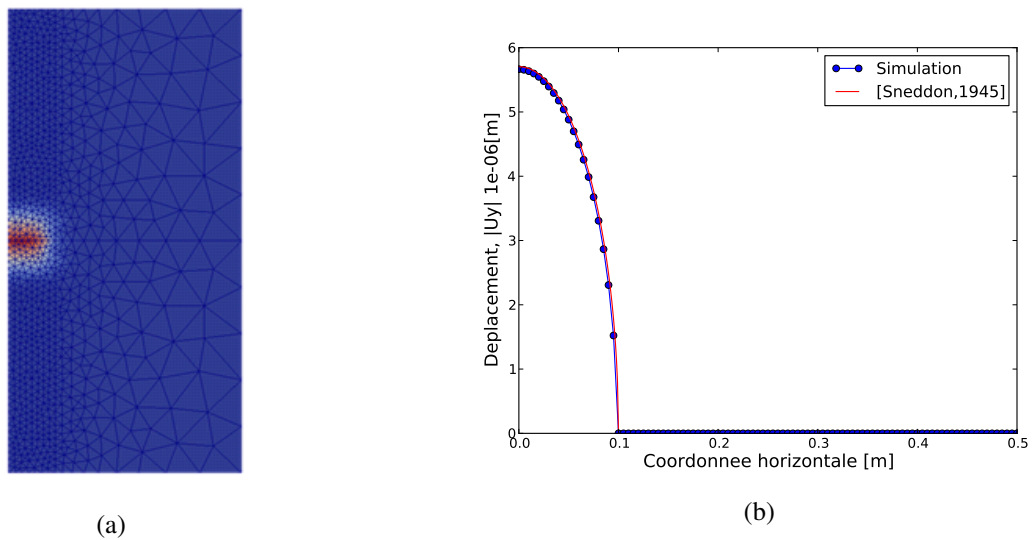 6
5
4
3
2
1
0
0.0 0.1 0.2 0.3 0.4 0.5
Deplacement, |Uy| 1e-06[m]
Coordonnee horizontale [m]
Simulation
[Sneddon,1945]
(a)
(b)